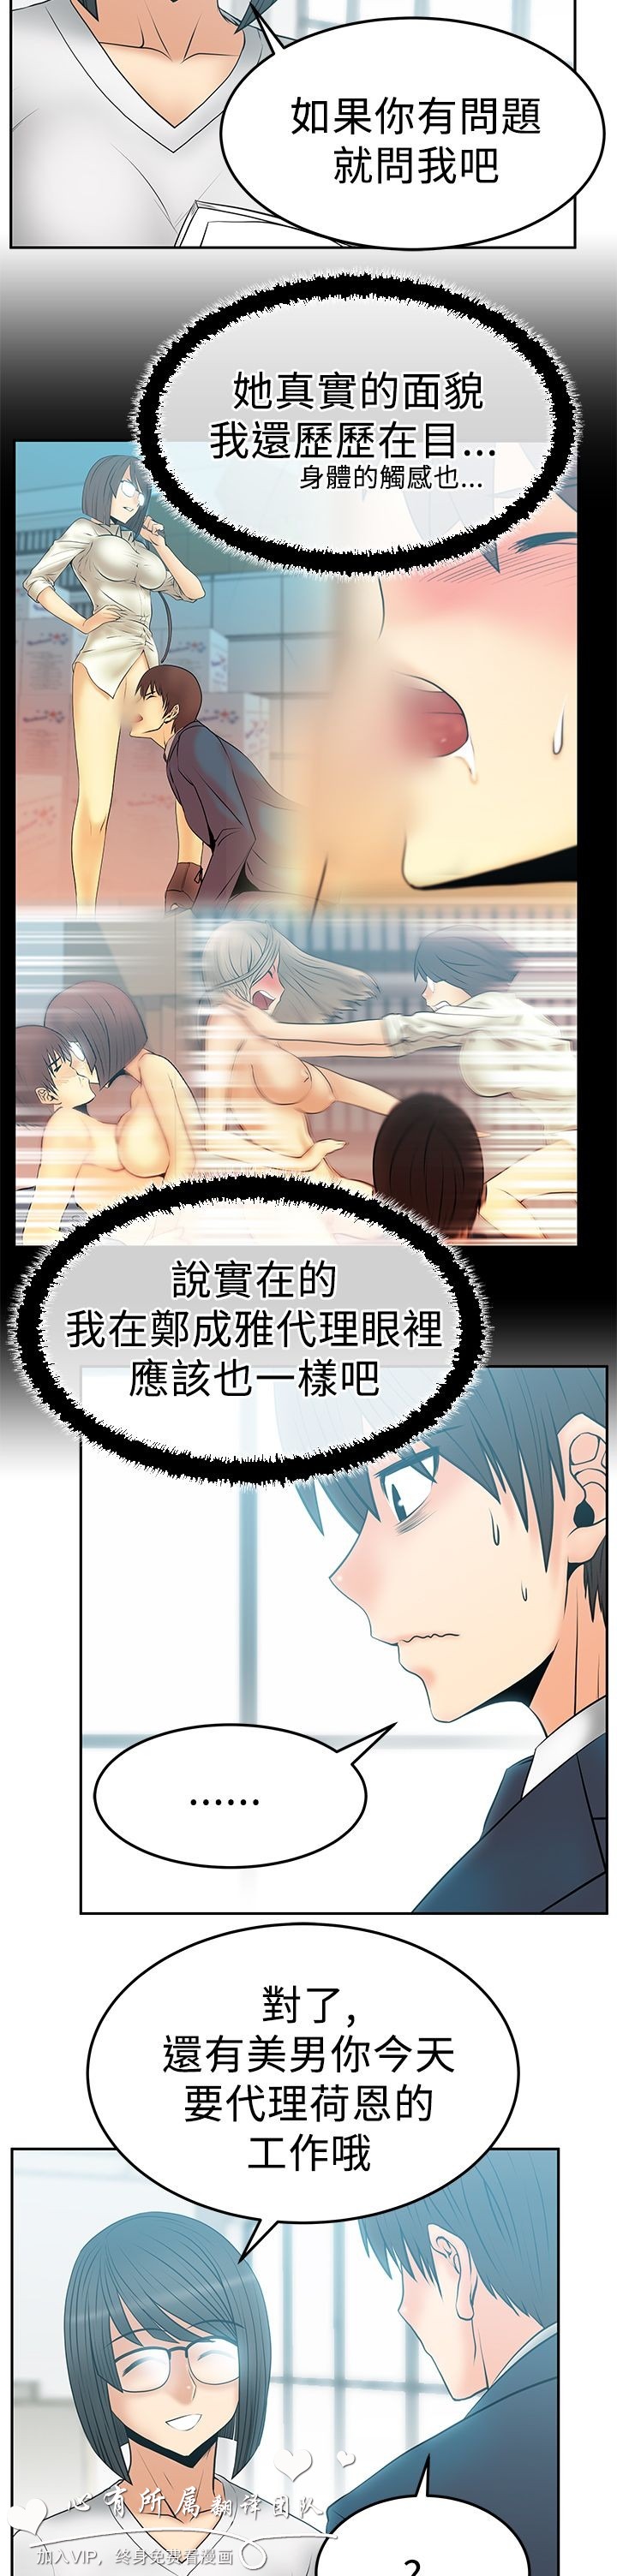 如果你有問題
就問我吧
她真實的面貌
我還歷歷在目...
身體的觸感也...
說實在的
我在鄭成雅代理眼裡
應該也一樣吧
......
對了,
還有美男你今天
要代理荷恩的
工作哦
心有所属翻译团队
加入VIP，终身免费看漫画
?